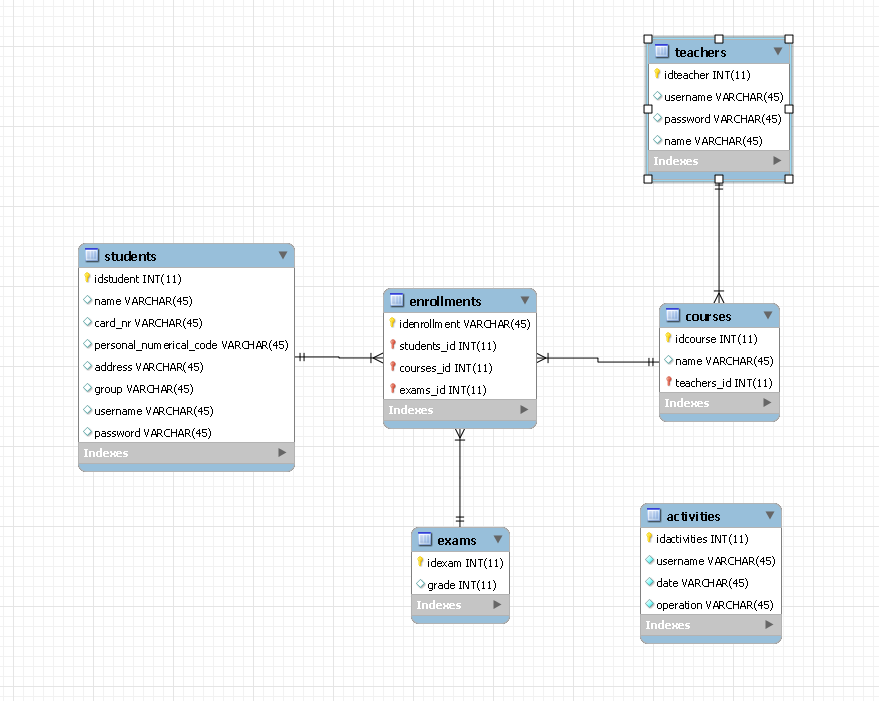 teachers
idteacher INT(11)
username VARCHAR(45)
password VARCHAR(45)
name VARCHAR(45)
Indexes
students
idstudent INT(11)
name VARCHAR(45)
card_nr VARCHAR(45)
personal_numerical_code VARCHAR(45)
address VARCHAR(45)
group VARCHAR(45)
username VARCHAR(45)
password VARCHAR(45)
Indexes
enrollments
idenrollment VARCHAR(45)
students_id INT(11)
courses_id INT(11)
exams_id INT(11)
Indexes
courses
idcourse INT(11)
name VARCHAR(45)
teachers_id INT(11)
Indexes
exams
idexam INT(11)
grade INT(11)
Indexes
activities
idactivities INT(11)
username VARCHAR(45)
date VARCHAR(45)
operation VARCHAR(45)
Indexes